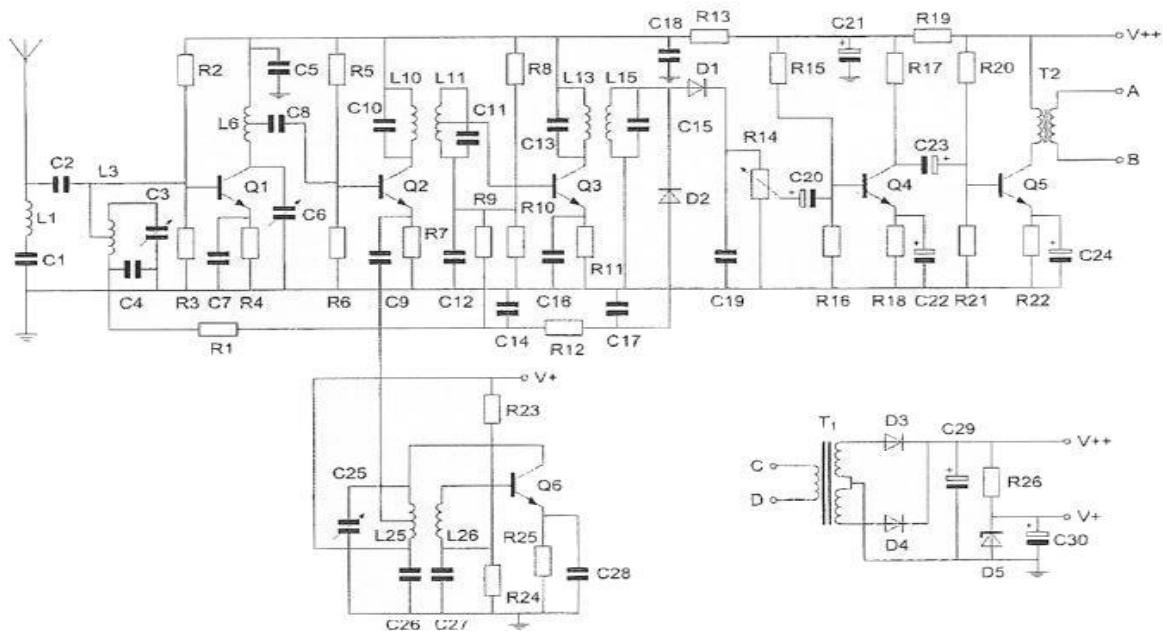 C18 R13 C21 R19
V++
R2 C5 R5 L10 L11 R8 L13 L15 D1 R15 R17 R20 T2
C8 C10 C11 A
L6 C13 C15
C2 L3 R14 C23 B
C3 Q1 Q2 Q3 C20 Q4 Q5
L1 C6 R9 R10 D2
R7 R11 C24
C1
C4 R3 C7 R4 R6 C9 C12 C16 C19 R16 R18 C22 R21 R22
R1 C14 R12 C17
V+
R23
T1 D3 C29 V++
C25 C
Q6 R26
D V+
L25 L26 R25 D4 C30
C28 D5
R24
C26 C27